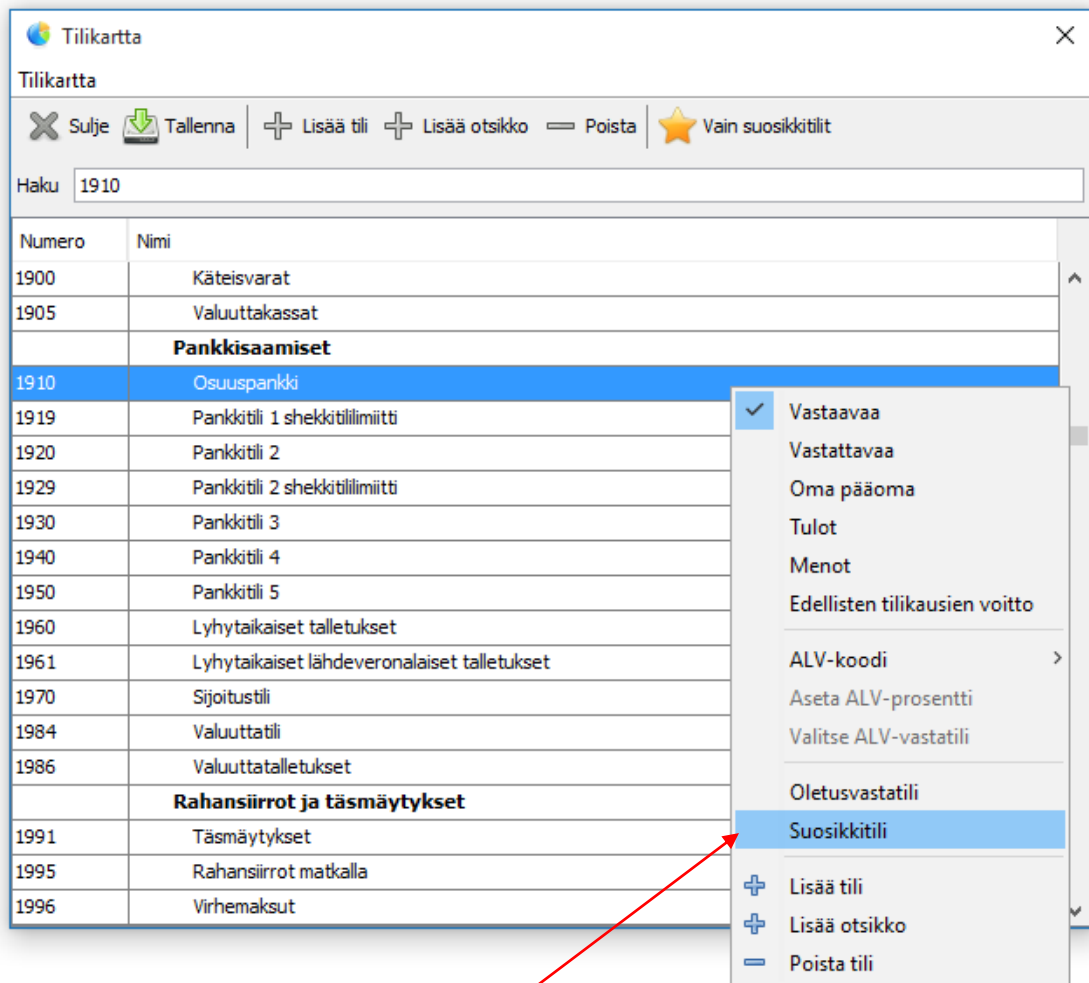 Tilikartta
Tilikartta
Sulje Tallenna Lisää tili Lisää otsikko Poista Vain suosikkitilit
Haku 1910
Numero Nimi
1900 Käteisvarat
1905 Valuuttakassat
Pankkisaamiset
1910 Osuuspankki
1919 Pankkitili 1 shekkitililimiitti
1920 Pankkitili 2
1929 Pankkitili 2 shekkitililimiitti
1930 Pankkitili 3
1940 Pankkitili 4
1950 Pankkitili 5
1960 Lyhytaikaiset talletukset
1961 Lyhytaikaiset lähdeveronalaiset talletukset
1970 Sijoitustili
1984 Valuuttatili
1986 Valuuttatalletukset
Rahansiirrot ja täsmäytykset
1991 Täsmäytykset
1995 Rahansiirrot matkalla
1996 Virhemaksut
Vastaavaa
Vastattavaa
Oma pääoma
Tulot
Menot
Edellisten tilikausien voitto
ALV-koodi
Aseta ALV-prosentti
Valitse ALV-vastatili
Oletusvastatili
Suosikkitili
Lisää tili
Lisää otsikko
Poista tili